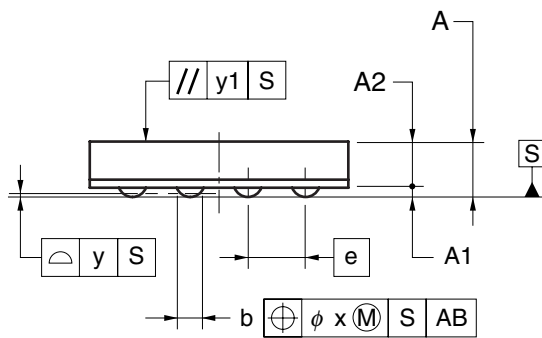 A
// y1 S
A2
S
⌓ y S
e
A1
b ⌖ ϕ x Ⓜ S AB